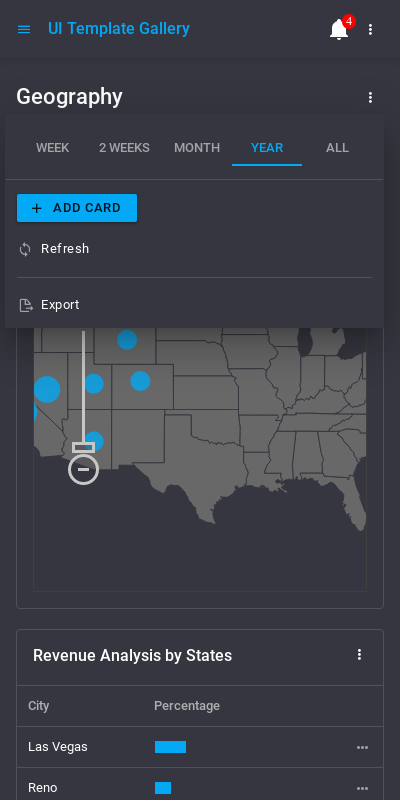 UI Template Gallery
4
Geography
WEEK 2 WEEKS MONTH YEAR ALL
ADD CARD
Refresh
Export
Revenue Analysis by States
City Percentage
Las Vegas
Reno